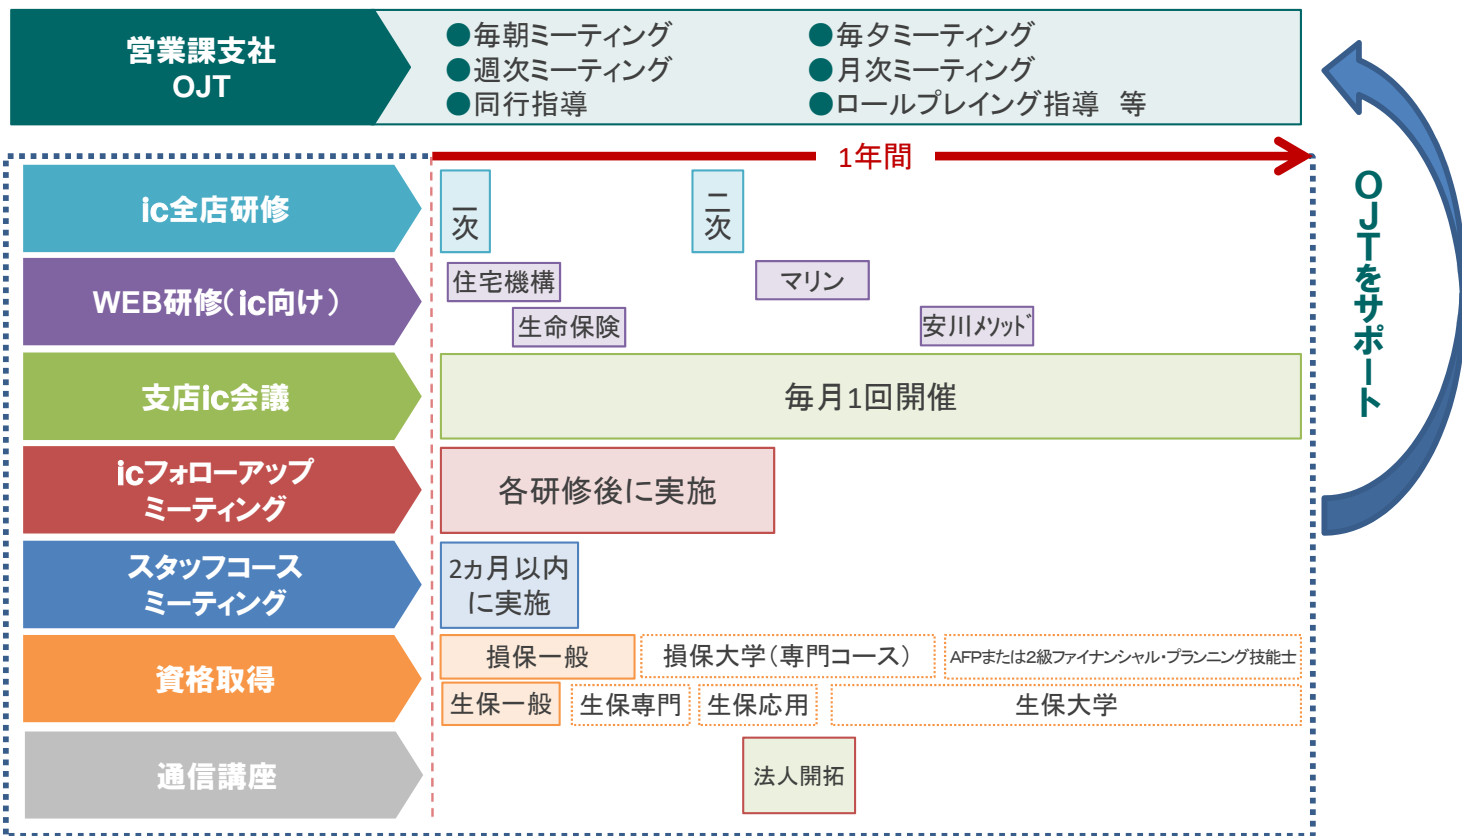 営業課支社
OJT
●毎朝ミーティング
●毎夕ミーティング
●週次ミーティング
●月次ミーティング
●同行指導
●ロールプレイング指導　等
1年間
OJTをサポート
ic全店研修
一次
二次
WEB研修（ic向け）
住宅機構
マリン
生命保険
安川ﾒｿｯﾄﾞ
支店ic会議
毎月1回開催
icフォローアップ
ミーティング
各研修後に実施
スタッフコース
ミーティング
2ヵ月以内
に実施
資格取得
損保一般
損保大学（専門コース）
AFPまたは2級ファイナンシャル・プランニング技能士
生保一般
生保専門
生保応用
生保大学
通信講座
法人開拓